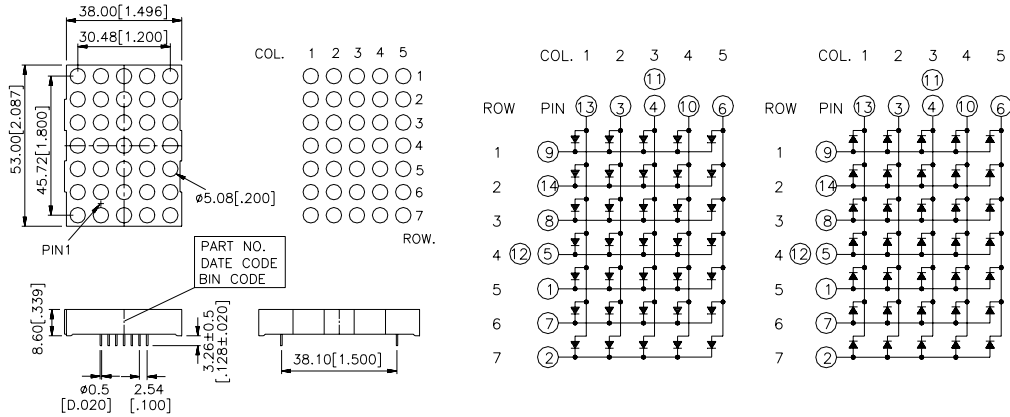 38.00[1.496]
30.48[1.200]
53.00[2.087]
45.72[1.800]
ø5.08[.200]
PIN1
COL. 1 2 3 4 5
1
2
3
4
5
6
7
ROW.
PART NO.
DATE CODE
BIN CODE
8.60[.339]
3.26±0.5
[.128±.020]
ø0.5
[D.020]
2.54
[.100]
38.10[1.500]
COL. 1 2 3 4 5
11
ROW PIN 13 3 4 10 6
1 9
2 14
3 8
4 12 5
5 1
6 7
7 2
COL. 1 2 3 4 5
11
ROW PIN 13 3 4 10 6
1 9
2 14
3 8
4 12 5
5 1
6 7
7 2